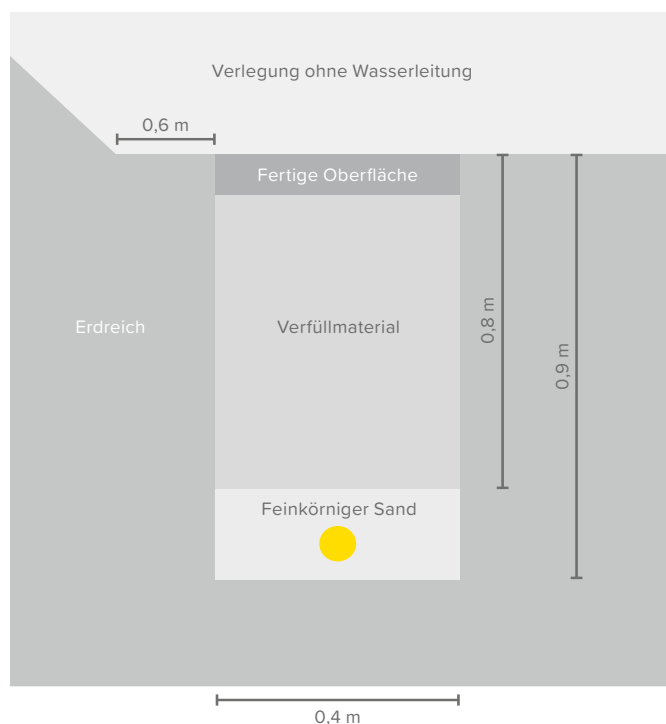 Verlegung ohne Wasserleitung
0,6 m
Fertige Oberfläche
Erdreich
Verfüllmaterial
0,8 m
0,9 m
Feinkörniger Sand
0,4 m